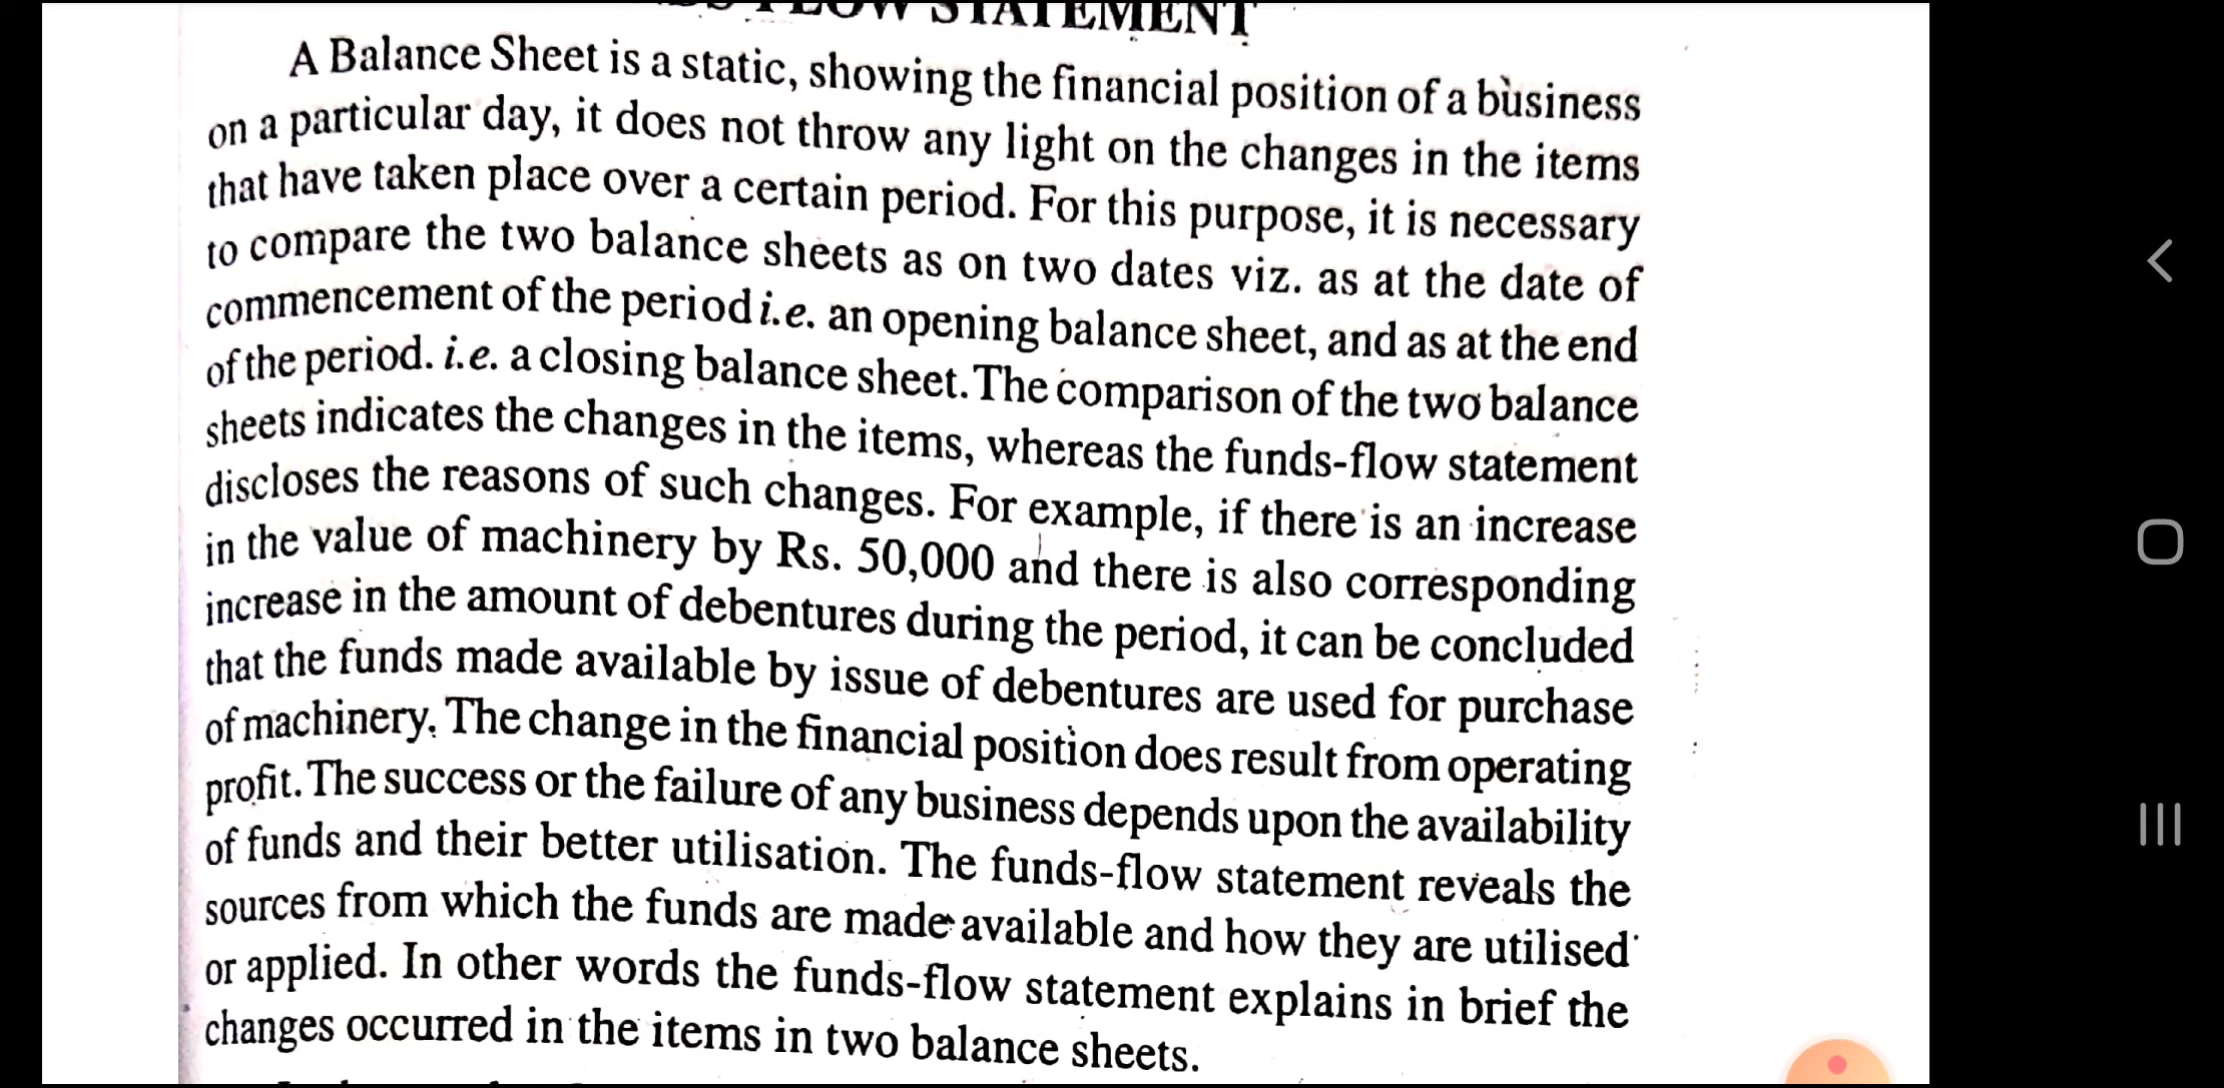 FLOW STATEMENT
A Balance Sheet is a static, showing the financial position of a business
on a particular day, it does not throw any light on the changes in the items
that have taken place over a certain period. For this purpose, it is necessary
to compare the two balance sheets as on two dates viz. as at the date of
commencement of the period i.e. an opening balance sheet, and as at the end
of the period. i.e. a closing balance sheet. The comparison of the two balance
sheets indicates the changes in the items, whereas the funds-flow statement
discloses the reasons of such changes. For example, if there is an increase
in the value of machinery by Rs. 50,000 and there is also corresponding
increase in the amount of debentures during the period, it can be concluded
that the funds made available by issue of debentures are used for purchase
of machinery. The change in the financial position does result from operating
profit. The success or the failure of any business depends upon the availability
of funds and their better utilisation. The funds-flow statement reveals the
sources from which the funds are made available and how they are utilised
or applied. In other words the funds-flow statement explains in brief the
changes occurred in the items in two balance sheets.